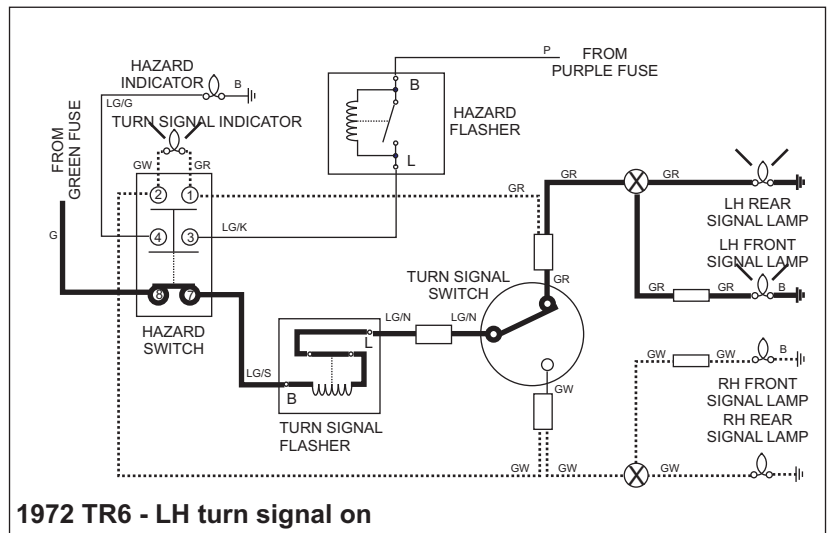 P
FROM
PURPLE FUSE
HAZARD
INDICATOR
B
LG/G
TURN SIGNAL INDICATOR
B
HAZARD
FLASHER
L
FROM
GREEN FUSE
GW
GR
2
1
GR
GR
GR
LH REAR
SIGNAL LAMP
G
4
3
LG/K
LH FRONT
SIGNAL LAMP
TURN SIGNAL
SWITCH
GR
GR
GR
B
8
7
HAZARD
SWITCH
LG/N
LG/N
L
LG/S
B
TURN SIGNAL
FLASHER
GW
GW
GW
B
RH FRONT
SIGNAL LAMP
RH REAR
SIGNAL LAMP
GW
GW
GW
1972 TR6 - LH turn signal on